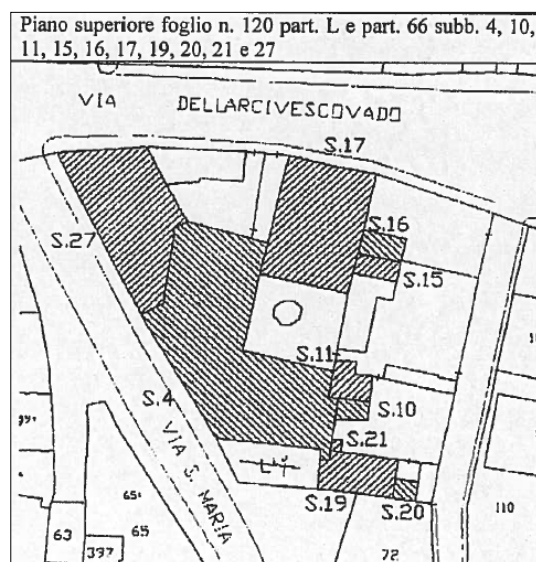 Piano superiore foglio n. 120 part. L e part. 66 subb. 4, 10,
11, 15, 16, 17, 19, 20, 21 e 27
VIA DELLARCIVESCOVADO
S.17
S.27
S.16
S.15
S.11
S.4
S.10
S.21
VIA S. MARIA
S.19
S.20
65'
65
63
397
72
110